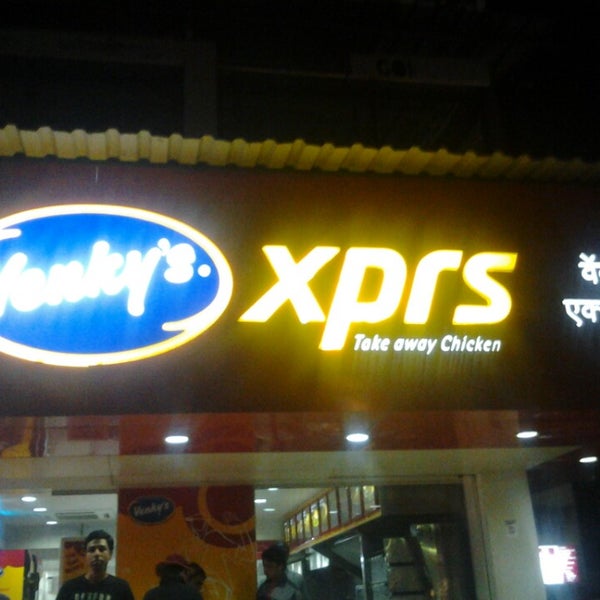 Venky's.
xprs
Take away Chicken
Venky's